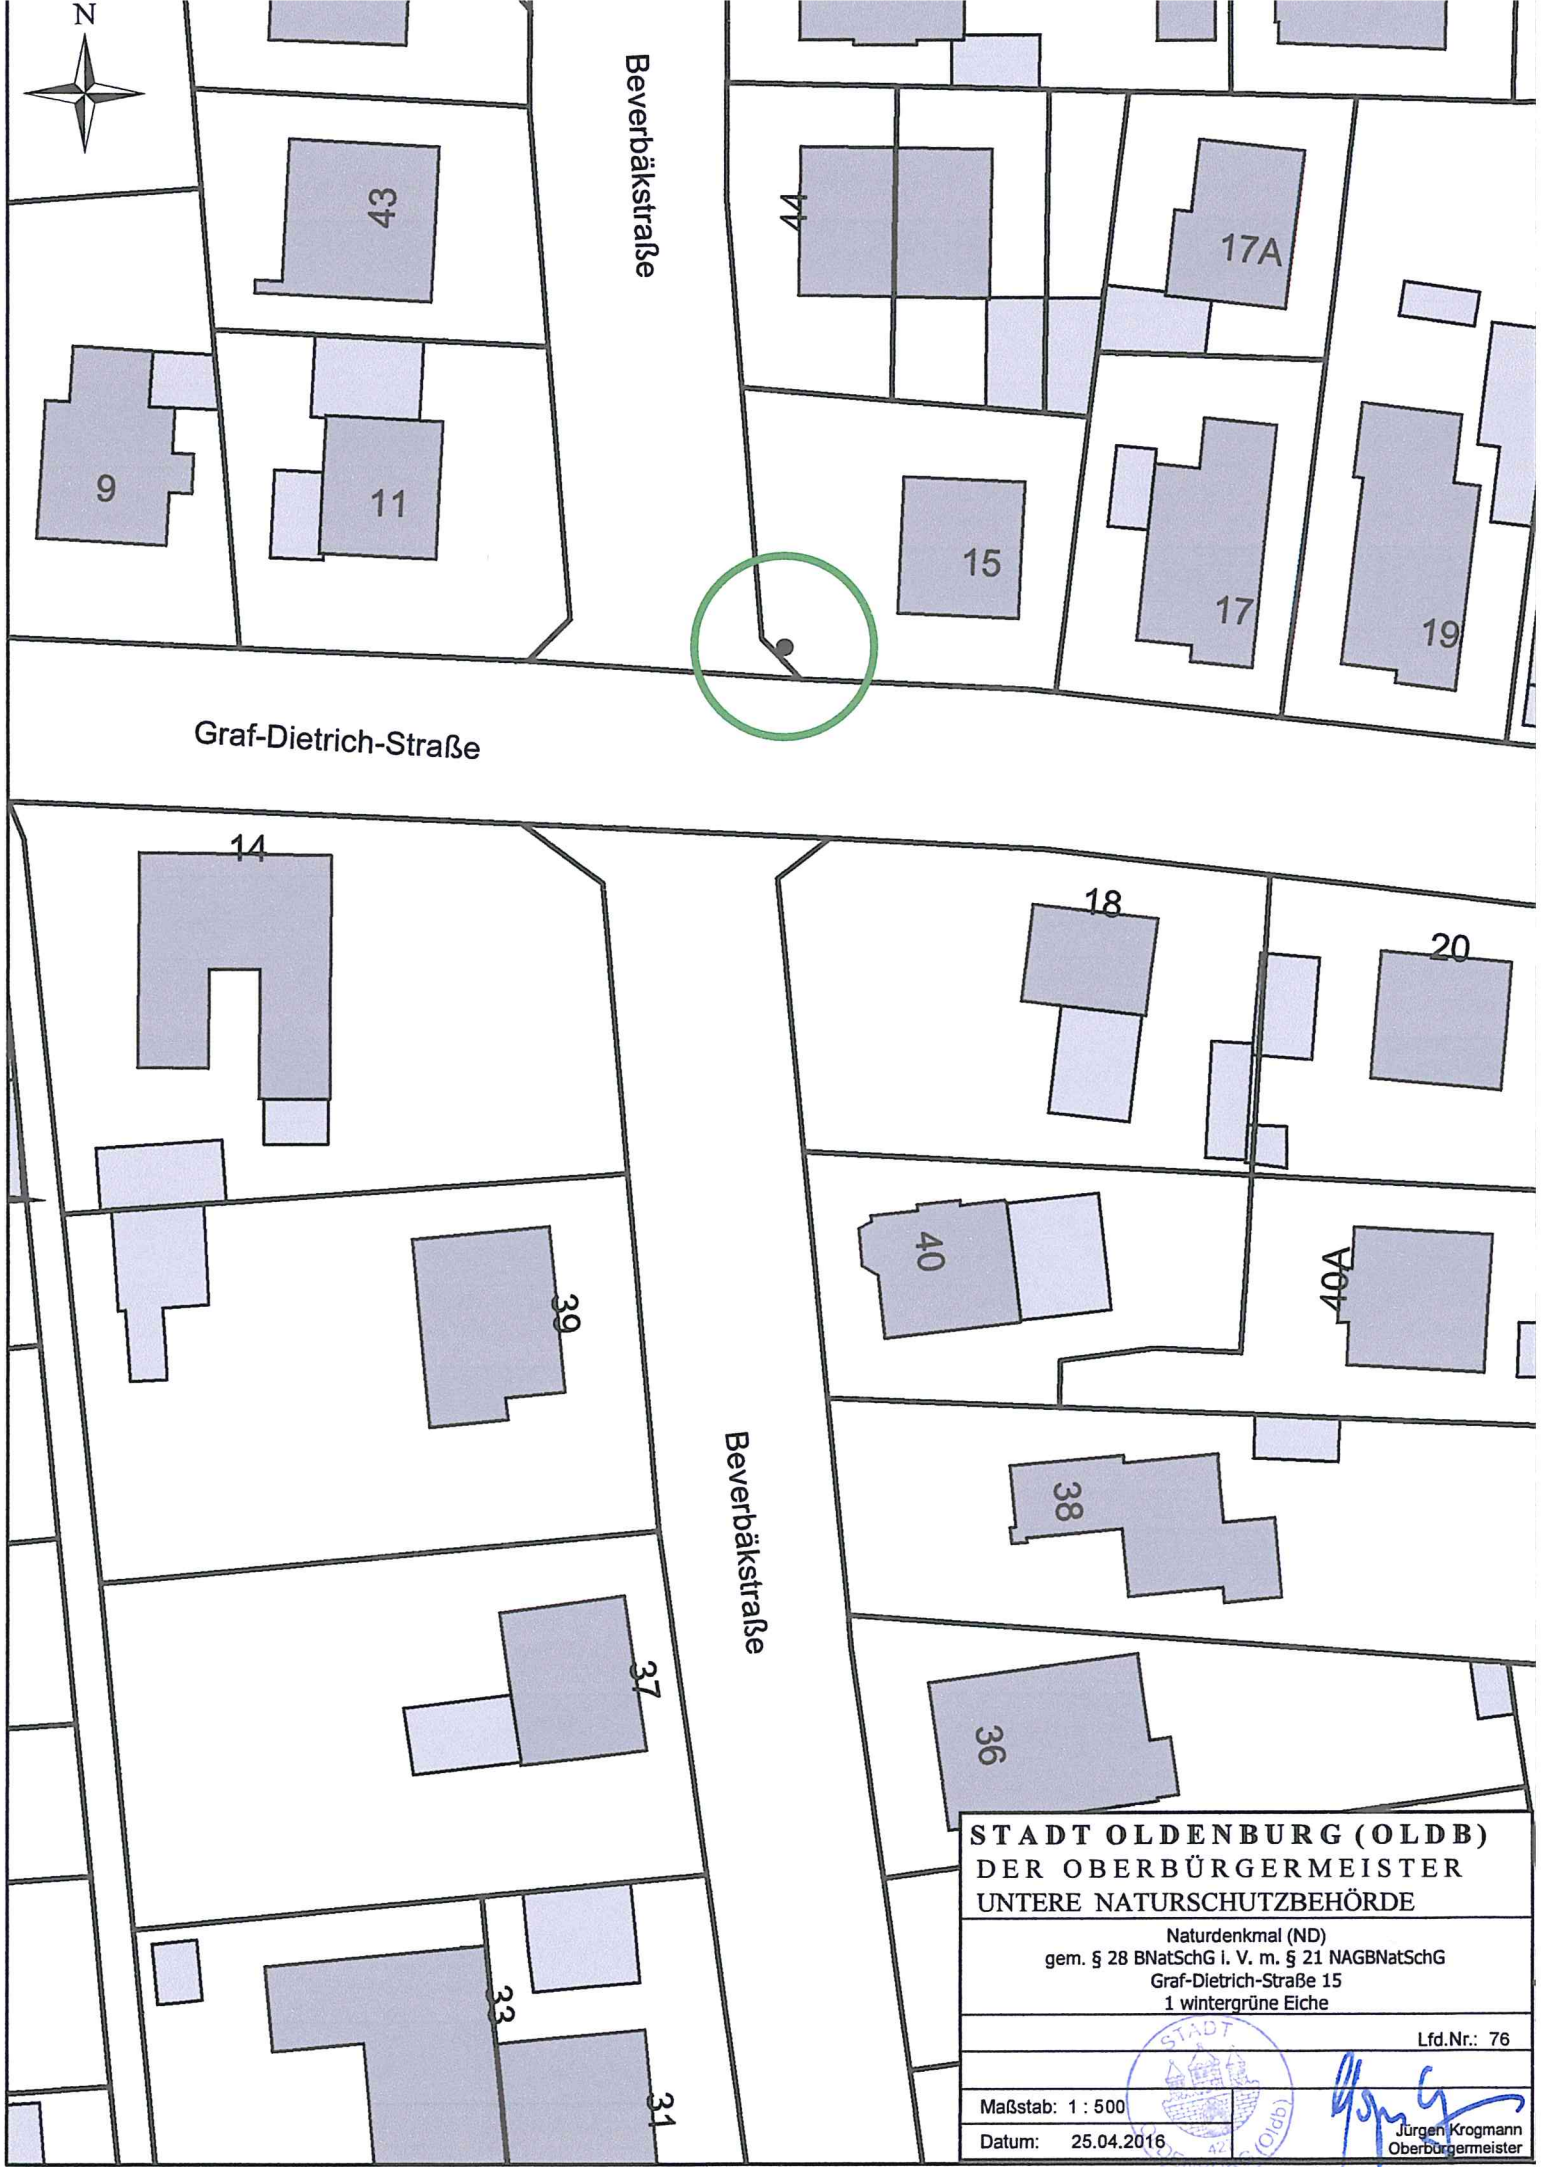 N
Beverbäkstraße
43
44
17A
9
11
15
17
19
Graf-Dietrich-Straße
14
18
20
40
40A
39
38
Beverbäkstraße
37
36
33
31
STADT OLDENBURG (OLDB)
DER OBERBÜRGERMEISTER
UNTERE NATURSCHUTZBEHÖRDE
Naturdenkmal (ND)
gem. § 28 BNatSchG i. V. m. § 21 NAGBNatSchG
Graf-Dietrich-Straße 15
1 wintergrüne Eiche
Lfd.Nr.: 76
STADT
(Oldb)
42
Maßstab: 1 : 500
Datum: 25.04.2016
Jürgen Krogmann
Oberbürgermeister